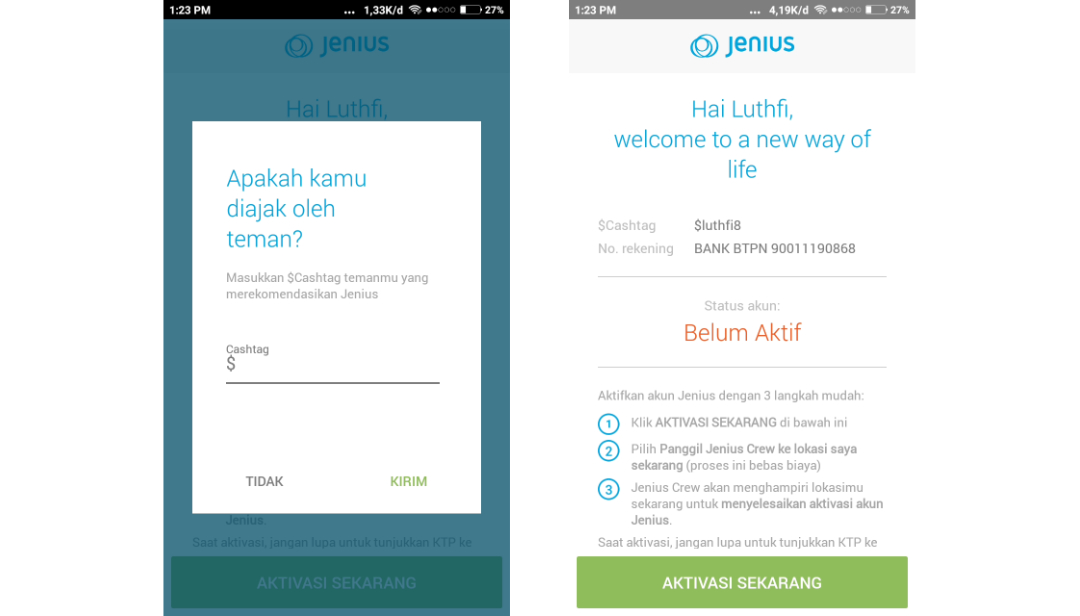 1:23 PM ... 1,33K/d 27%
Jenius
Hai Luthfi,
Apakah kamu
diajak oleh
teman?
Masukkan $Cashtag temanmu yang
merekomendasikan Jenius
Cashtag
$
TIDAK KIRIM
Jenius.
Saat aktivasi, jangan lupa untuk tunjukkan KTP ke
AKTIVASI SEKARANG
1:23 PM ... 4,19K/d 27%
Jenius
Hai Luthfi,
welcome to a new way of
life
$Cashtag $luthfi8
No. rekening BANK BTPN 90011190868
Status akun:
Belum Aktif
Aktifkan akun Jenius dengan 3 langkah mudah:
1 Klik AKTIVASI SEKARANG di bawah ini
2 Pilih Panggil Jenius Crew ke lokasi saya
sekarang (proses ini bebas biaya)
3 Jenius Crew akan menghampiri lokasimu
sekarang untuk menyelesaikan aktivasi akun
Jenius.
Saat aktivasi, jangan lupa untuk tunjukkan KTP ke
AKTIVASI SEKARANG